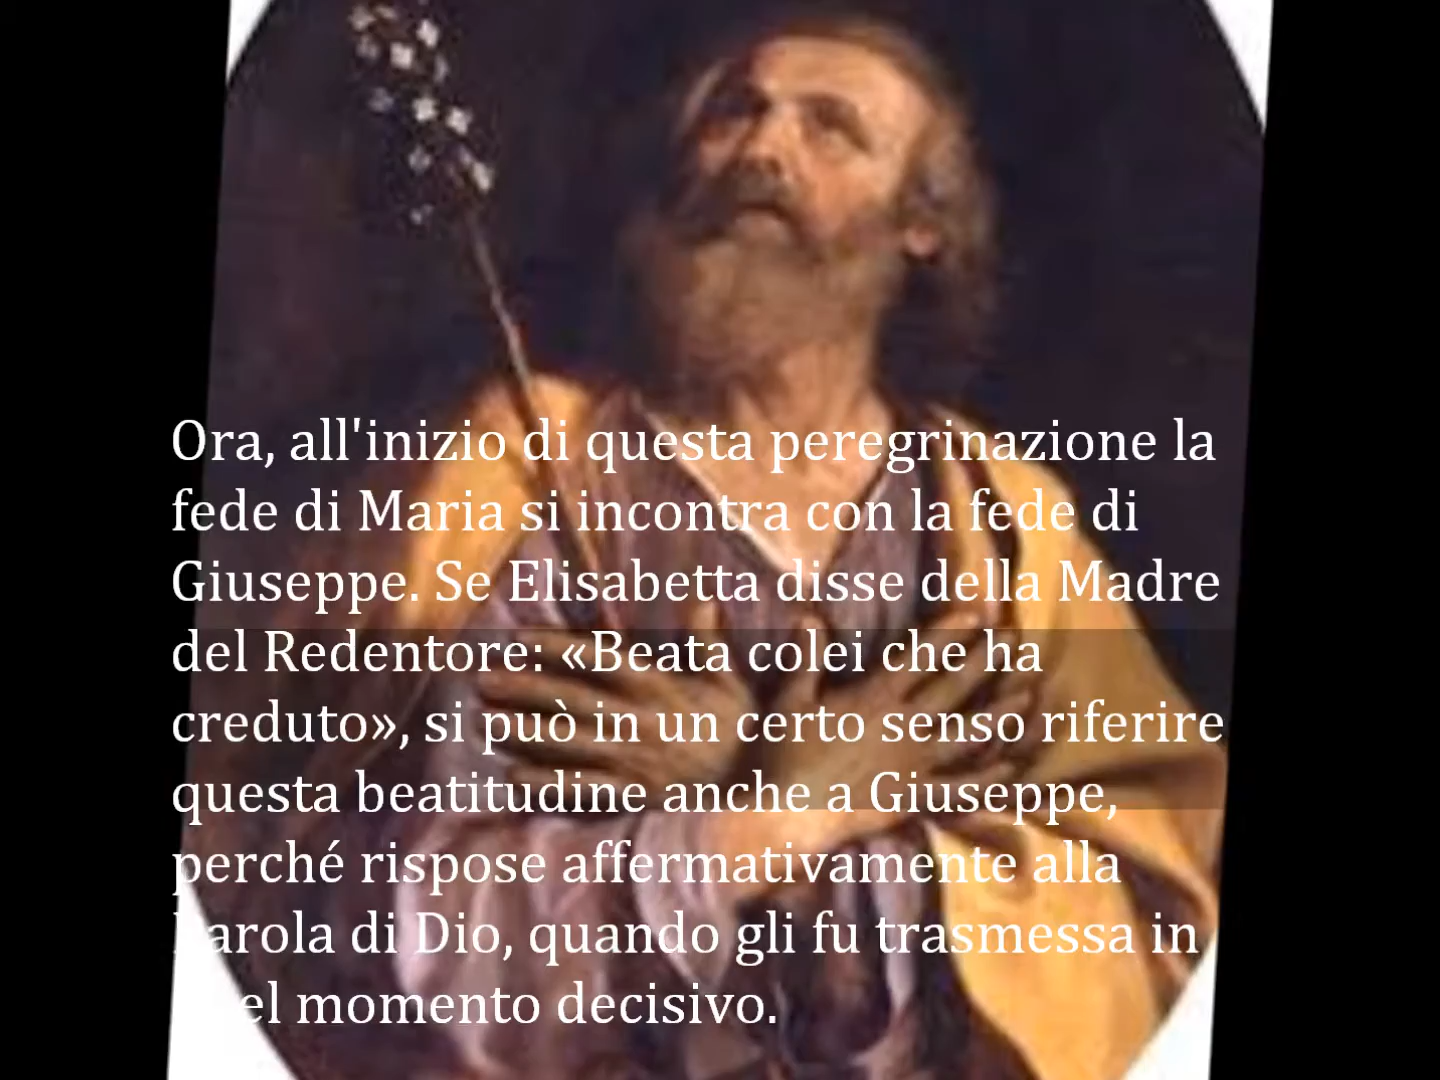 Ora, all'inizio di questa peregrinazione la
fede di Maria si incontra con la fede di
Giuseppe. Se Elisabetta disse della Madre
del Redentore: «Beata colei che ha
creduto», si può in un certo senso riferire
questa beatitudine anche a Giuseppe,
perché rispose affermativamente alla
Parola di Dio, quando gli fu trasmessa in
quel momento decisivo.